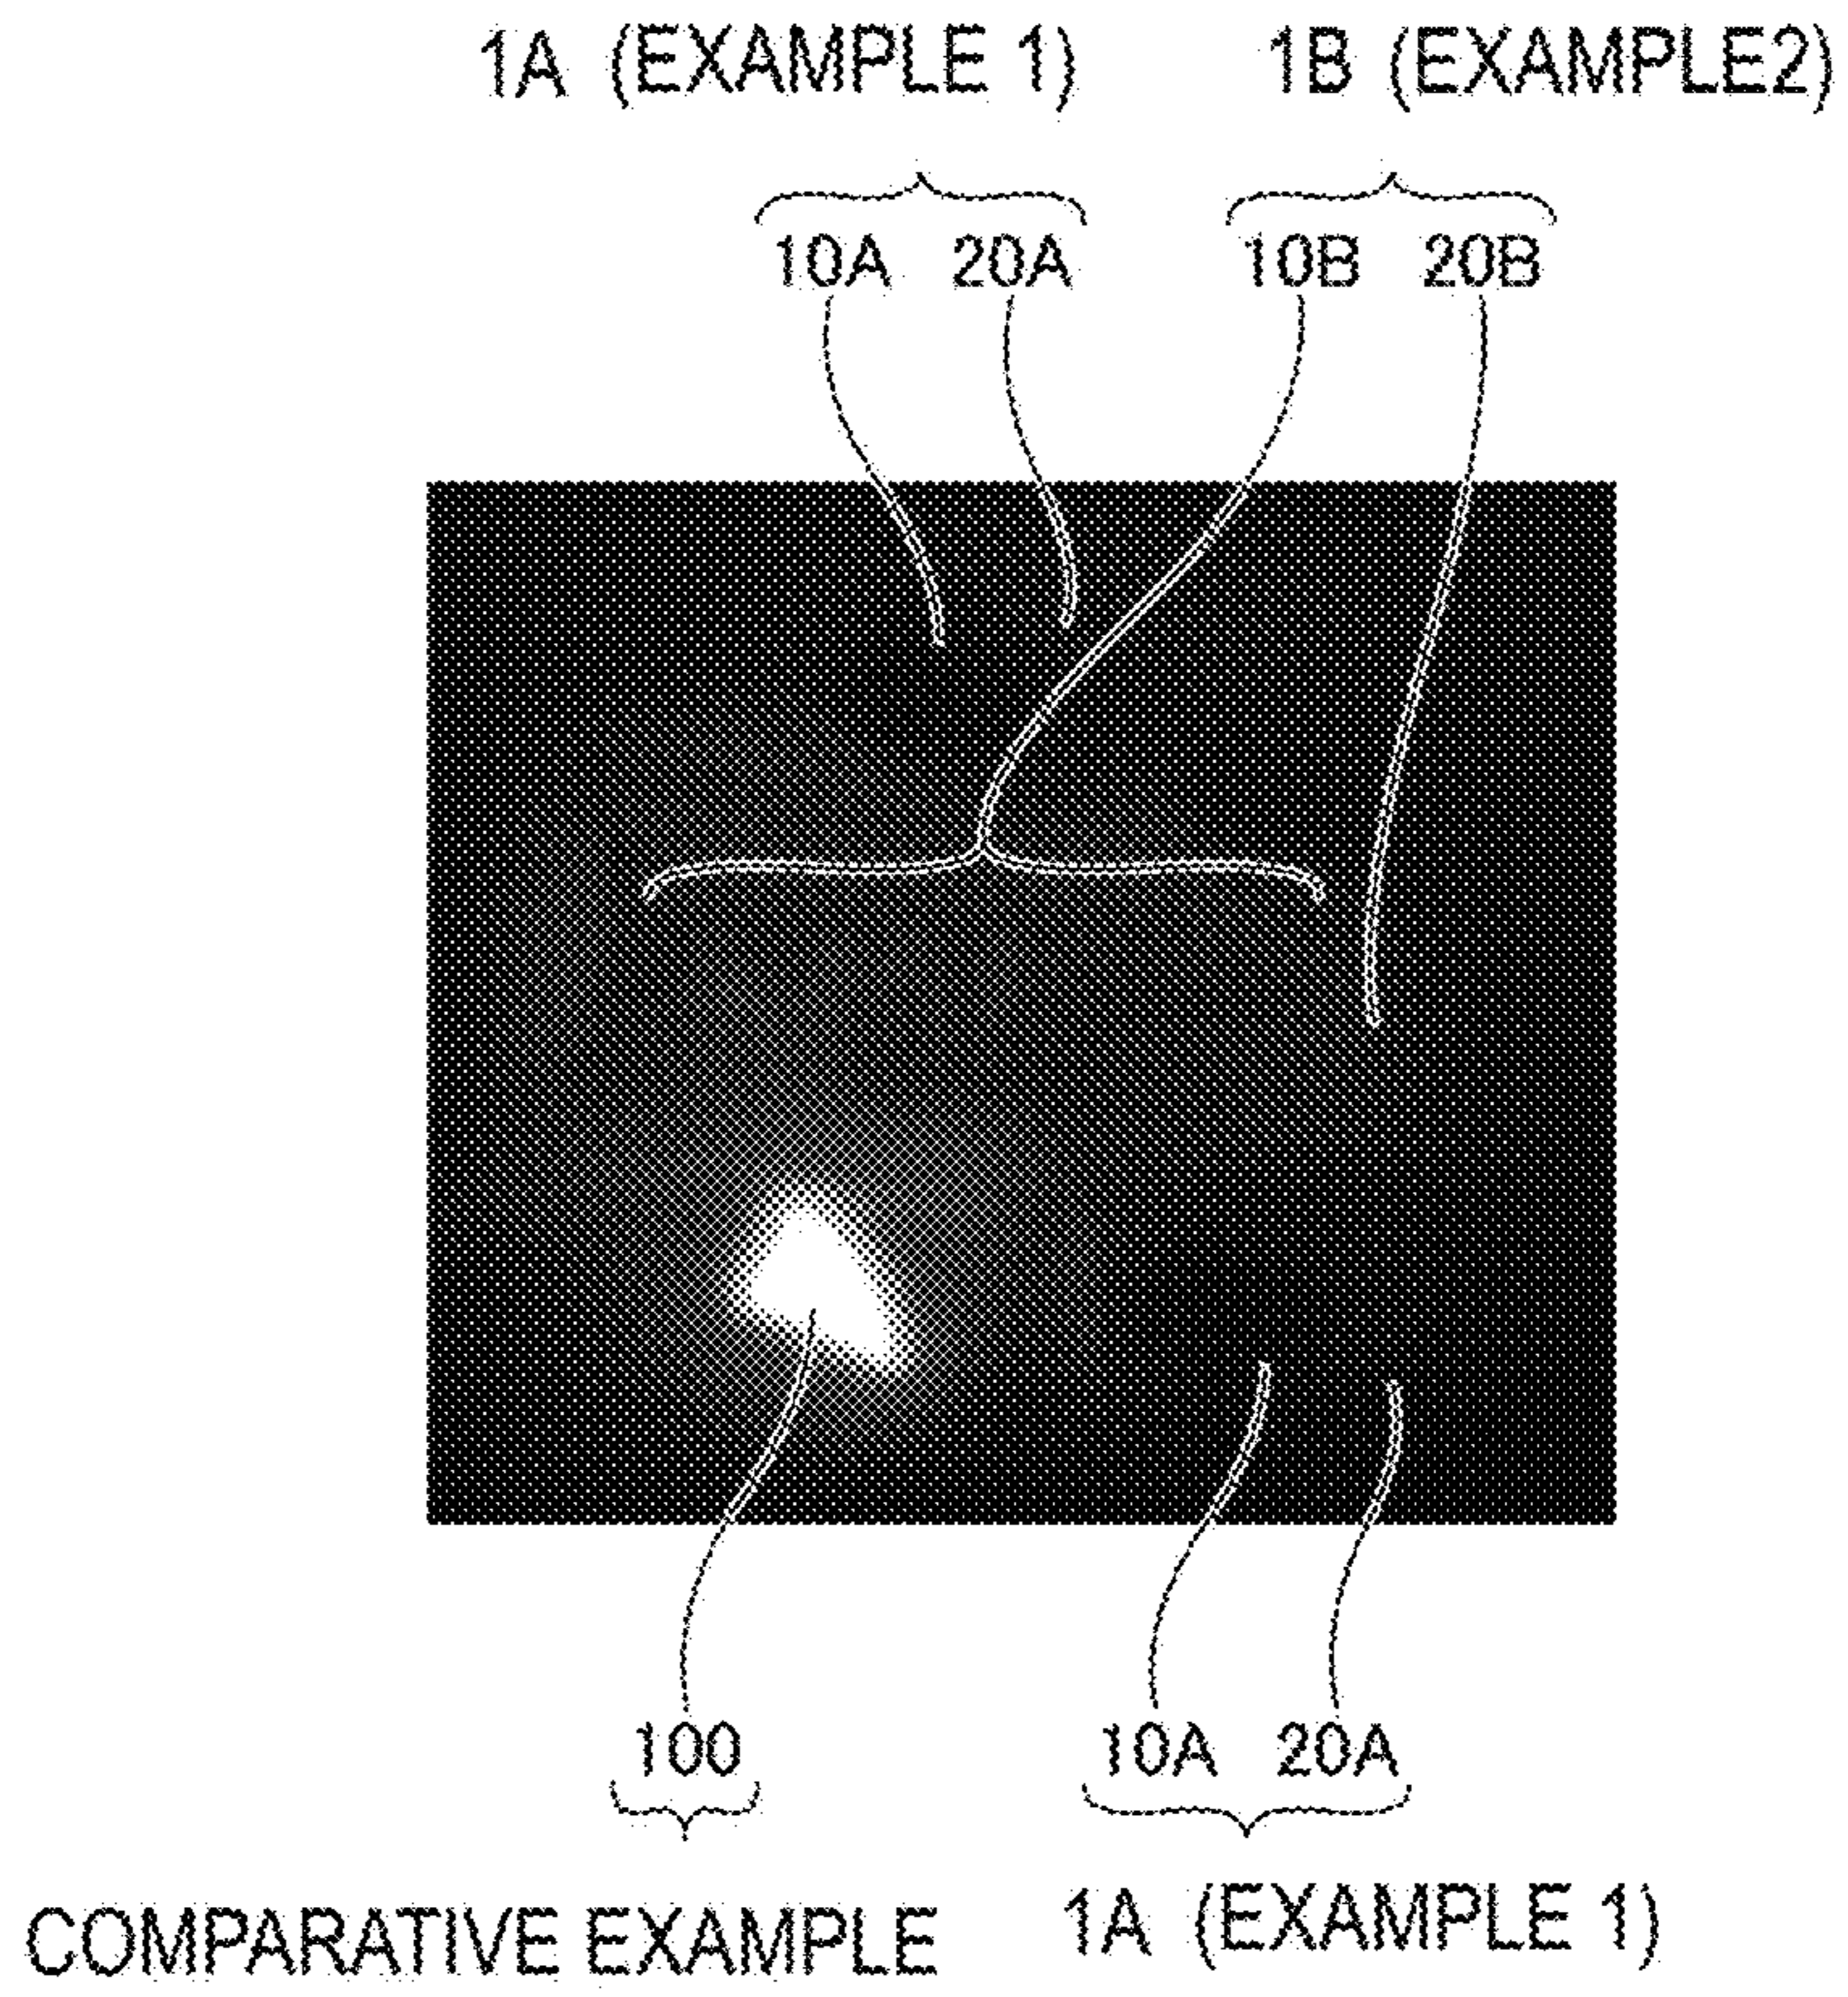 1A (EXAMPLE 1) 1B (EXAMPLE2)
10A 20A 10B 20B
100 10A 20A
COMPARATIVE EXAMPLE 1A (EXAMPLE 1)